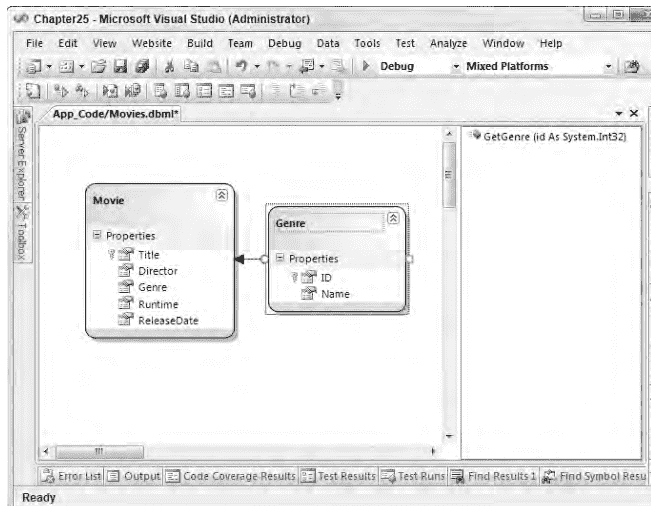 Chapter25 - Microsoft Visual Studio (Administrator)
File Edit View Website Build Team Debug Data Tools Test Analyze Window Help
Debug Mixed Platforms
App_Code/Movies.dbml*
Server Explorer
Toolbox
GetGenre (id As System.Int32)
Movie
Properties
Title
Director
Genre
Runtime
ReleaseDate
Genre
Properties
ID
Name
Error List Output Code Coverage Results Test Results Test Runs Find Results 1 Find Symbol Resu
Ready